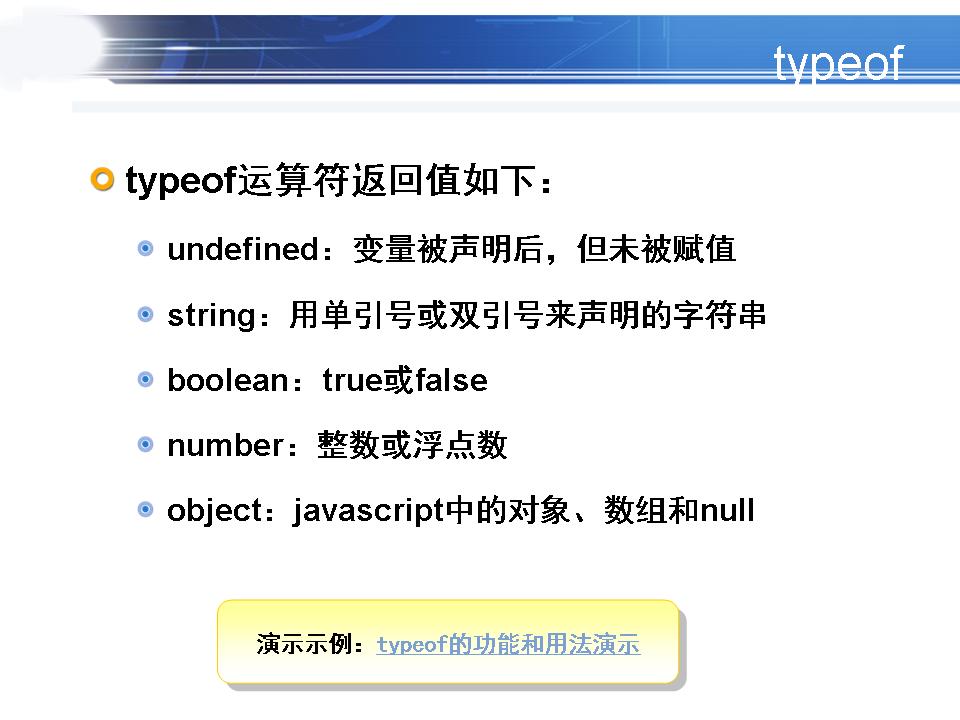 typeof
typeof运算符返回值如下：
undefined：变量被声明后，但未被赋值
string：用单引号或双引号来声明的字符串
boolean：true或false
number：整数或浮点数
object：javascript中的对象、数组和null
演示示例：typeof的功能和用法演示